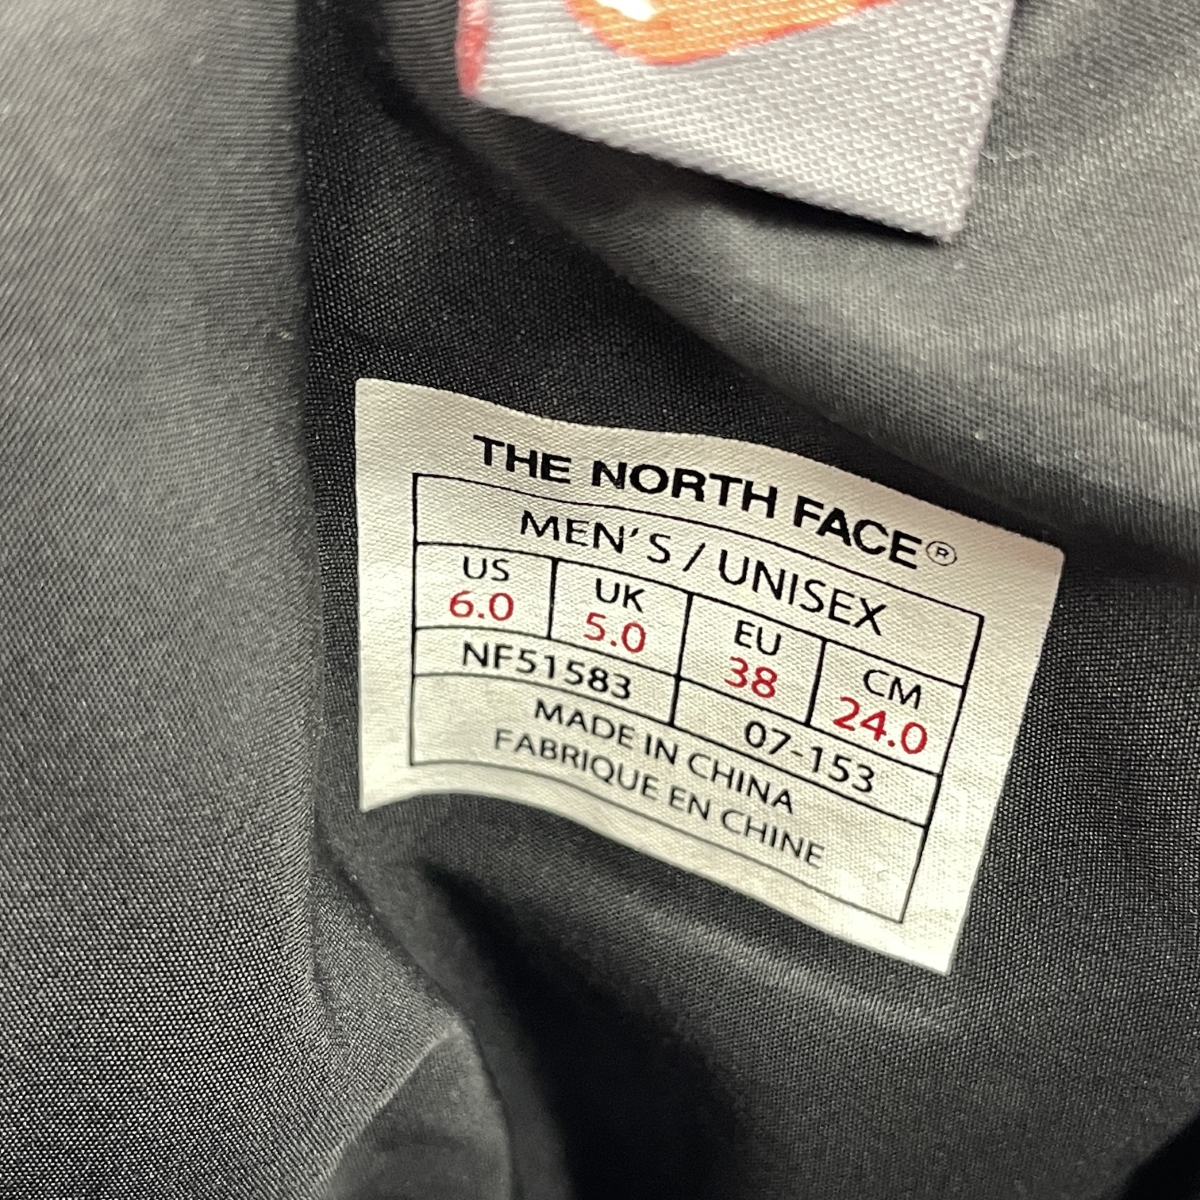 THE NORTH FACE®
MEN'S / UNISEX
US UK EU CM
6.0 5.0 38 24.0
NF51583 07-153
MADE IN CHINA
FABRIQUE EN CHINE